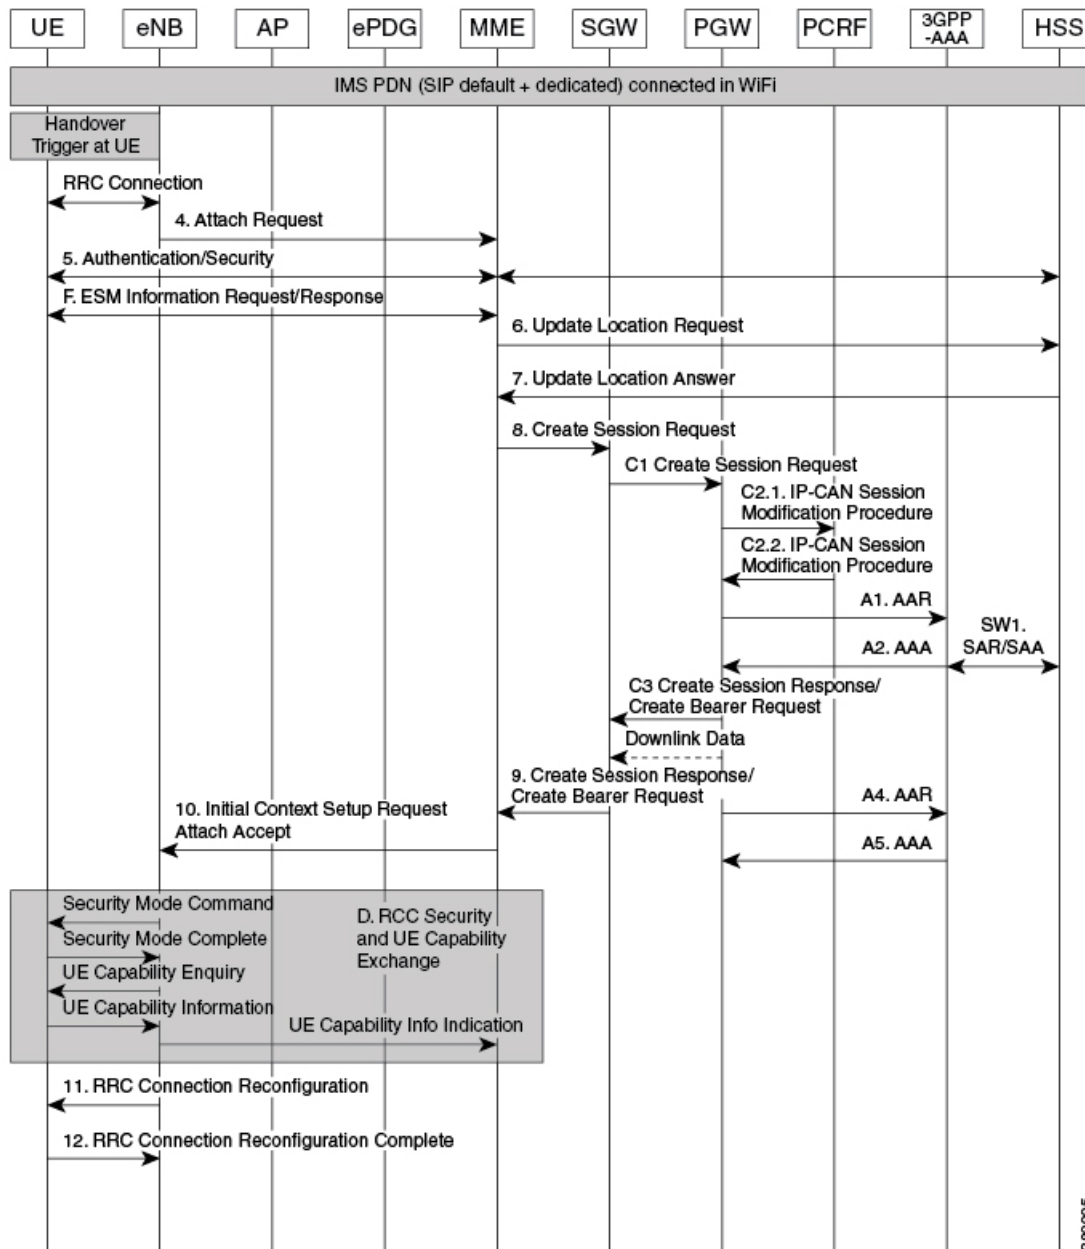 UE eNB AP ePDG MME SGW PGW PCRF 3GPP HSS
-AAA
IMS PDN (SIP default + dedicated) connected in WiFi
Handover
Trigger at UE
RRC Connection
4. Attach Request
5. Authentication/Security
F. ESM Information Request/Response
6. Update Location Request
7. Update Location Answer
8. Create Session Request
C1 Create Session Request
C2.1. IP-CAN Session
Modification Procedure
C2.2. IP-CAN Session
Modification Procedure
A1. AAR
SW1.
A2. AAA SAR/SAA
C3 Create Session Response/
Create Bearer Request
Downlink Data
9. Create Session Response/
Create Bearer Request A4. AAR
10. Initial Context Setup Request
Attach Accept A5. AAA
Security Mode Command
D. RCC Security
and UE Capability
Exchange
Security Mode Complete
UE Capability Enquiry
UE Capability Information
UE Capability Info Indication
11. RRC Connection Reconfiguration
12. RRC Connection Reconfiguration Complete